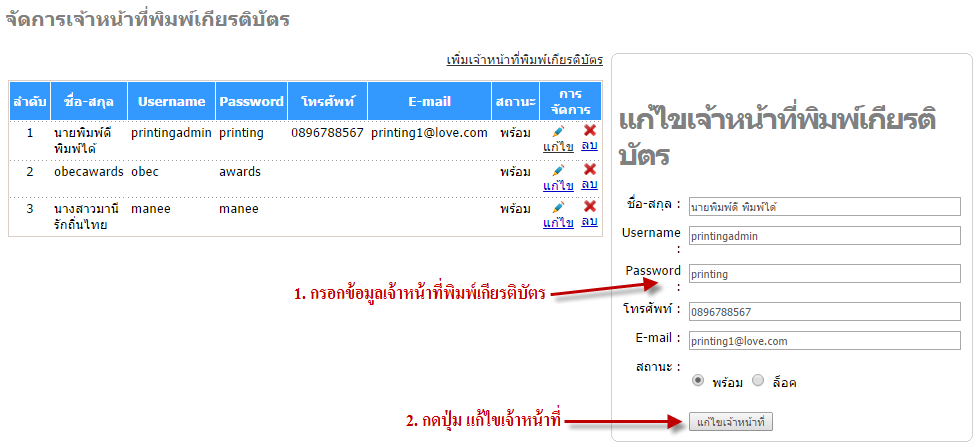 จัดการเจ้าหน้าที่พิมพ์เกียรติบัตร
เพิ่มเจ้าหน้าที่พิมพ์เกียรติบัตร
ลำดับ ชื่อ-สกุล Username Password โทรศัพท์ E-mail สถานะ การ
จัดการ
1 นายพิมพ์ดี printingadmin printing 0896788567 printing1@love.com พร้อม
พิมพ์ได้ แก้ไข ลบ
2 obecawards obec awards พร้อม
แก้ไข ลบ
3 นางสาวมานี manee manee พร้อม
รักถิ่นไทย แก้ไข ลบ
แก้ไขเจ้าหน้าที่พิมพ์เกียรติ
บัตร
ชื่อ-สกุล : นายพิมพ์ดี พิมพ์ได้
Username
: printingadmin
Password
: printing
โทรศัพท์ : 0896788567
E-mail : printing1@love.com
สถานะ :
พร้อม ล็อค
แก้ไขเจ้าหน้าที่
1. กรอกข้อมูลเจ้าหน้าที่พิมพ์เกียรติบัตร
2. กดปุ่ม แก้ไขเจ้าหน้าที่